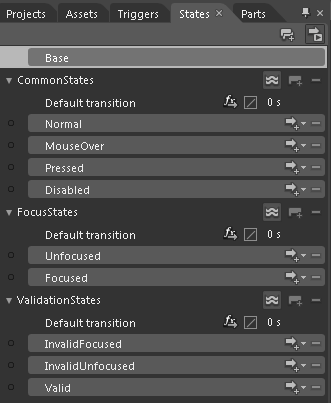 Projects Assets Triggers States × Parts
Base
CommonStates
Default transition 0 s
Normal
MouseOver
Pressed
Disabled
FocusStates
Default transition 0 s
Unfocused
Focused
ValidationStates
Default transition 0 s
InvalidFocused
InvalidUnfocused
Valid